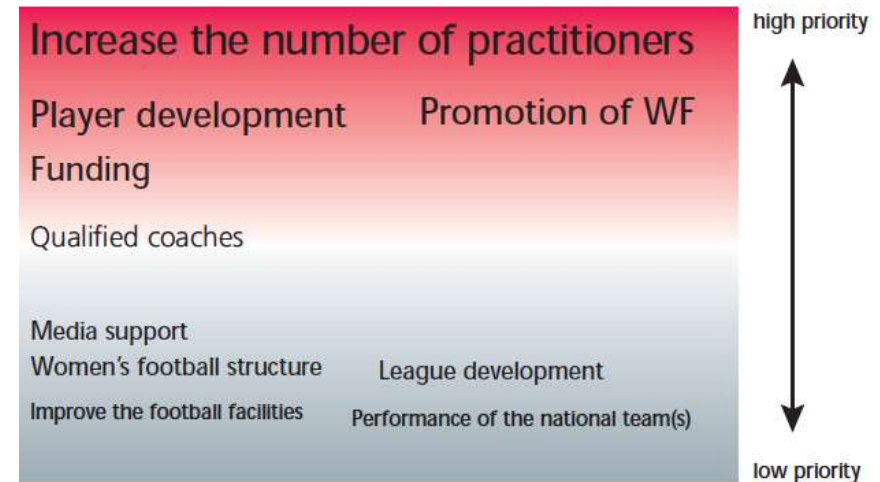 Increase the number of practitioners
Player development
Promotion of WF
Funding
Qualified coaches
Media support
Women's football structure
League development
Improve the football facilities
Performance of the national team(s)
high priority
low priority